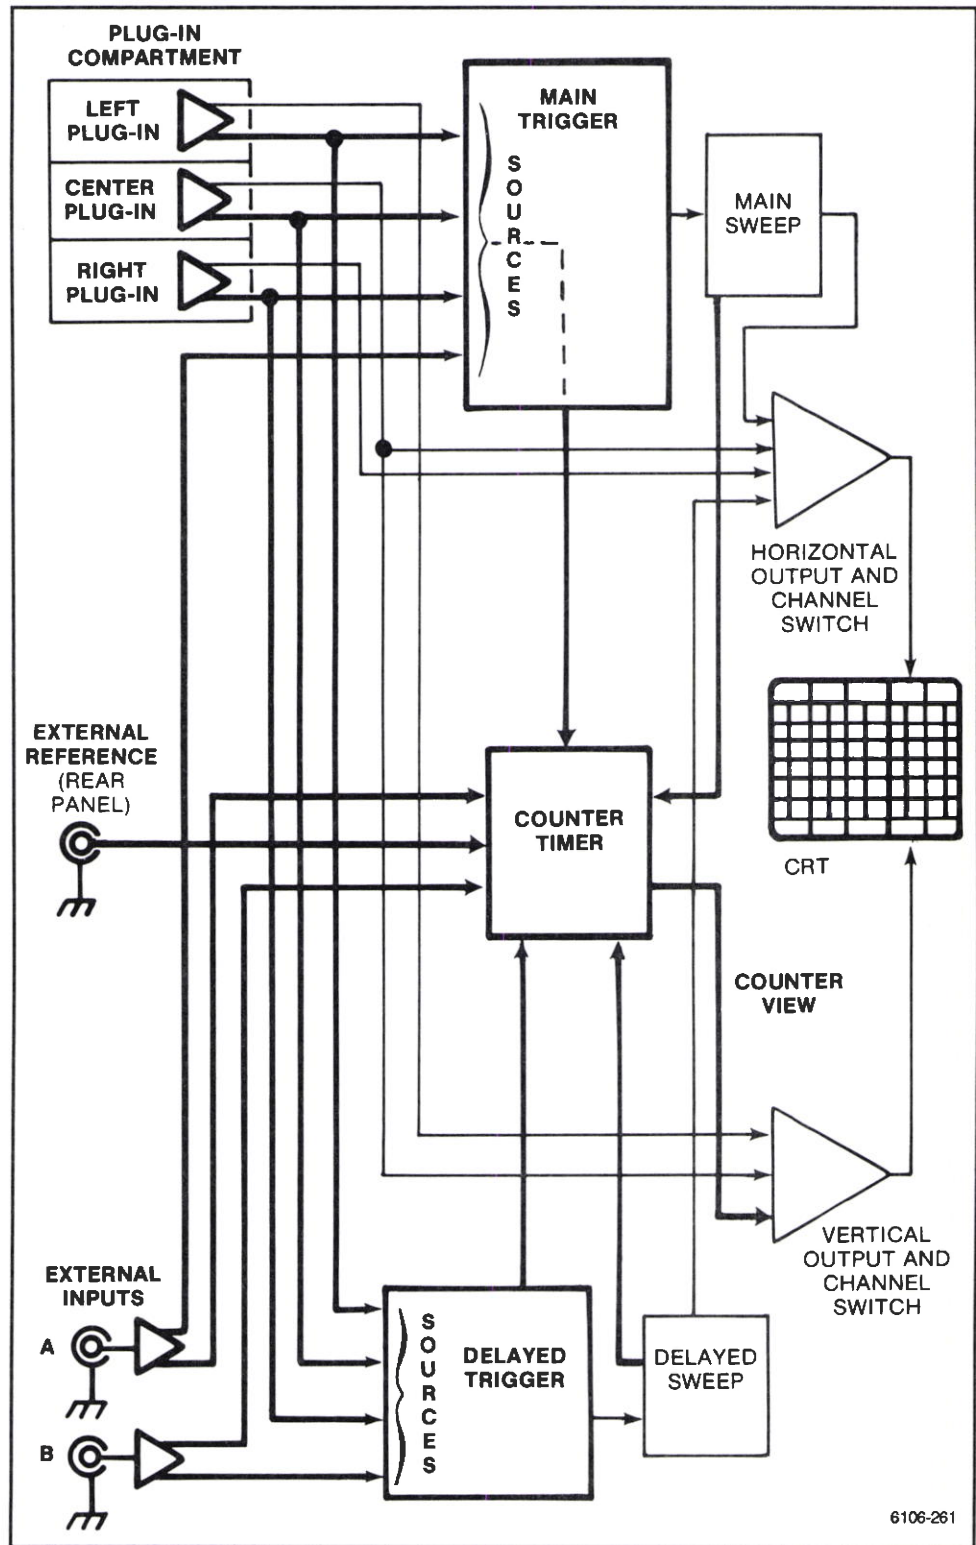 PLUG-IN
COMPARTMENT
LEFT
PLUG-IN
CENTER
PLUG-IN
RIGHT
PLUG-IN
MAIN
TRIGGER
SOURCES
MAIN
SWEEP
HORIZONTAL
OUTPUT AND
CHANNEL
SWITCH
EXTERNAL
REFERENCE
(REAR
PANEL)
COUNTER
TIMER
CRT
COUNTER
VIEW
VERTICAL
OUTPUT AND
CHANNEL
SWITCH
EXTERNAL
INPUTS
A
B
SOURCES
DELAYED
TRIGGER
DELAYED
SWEEP
6106-261